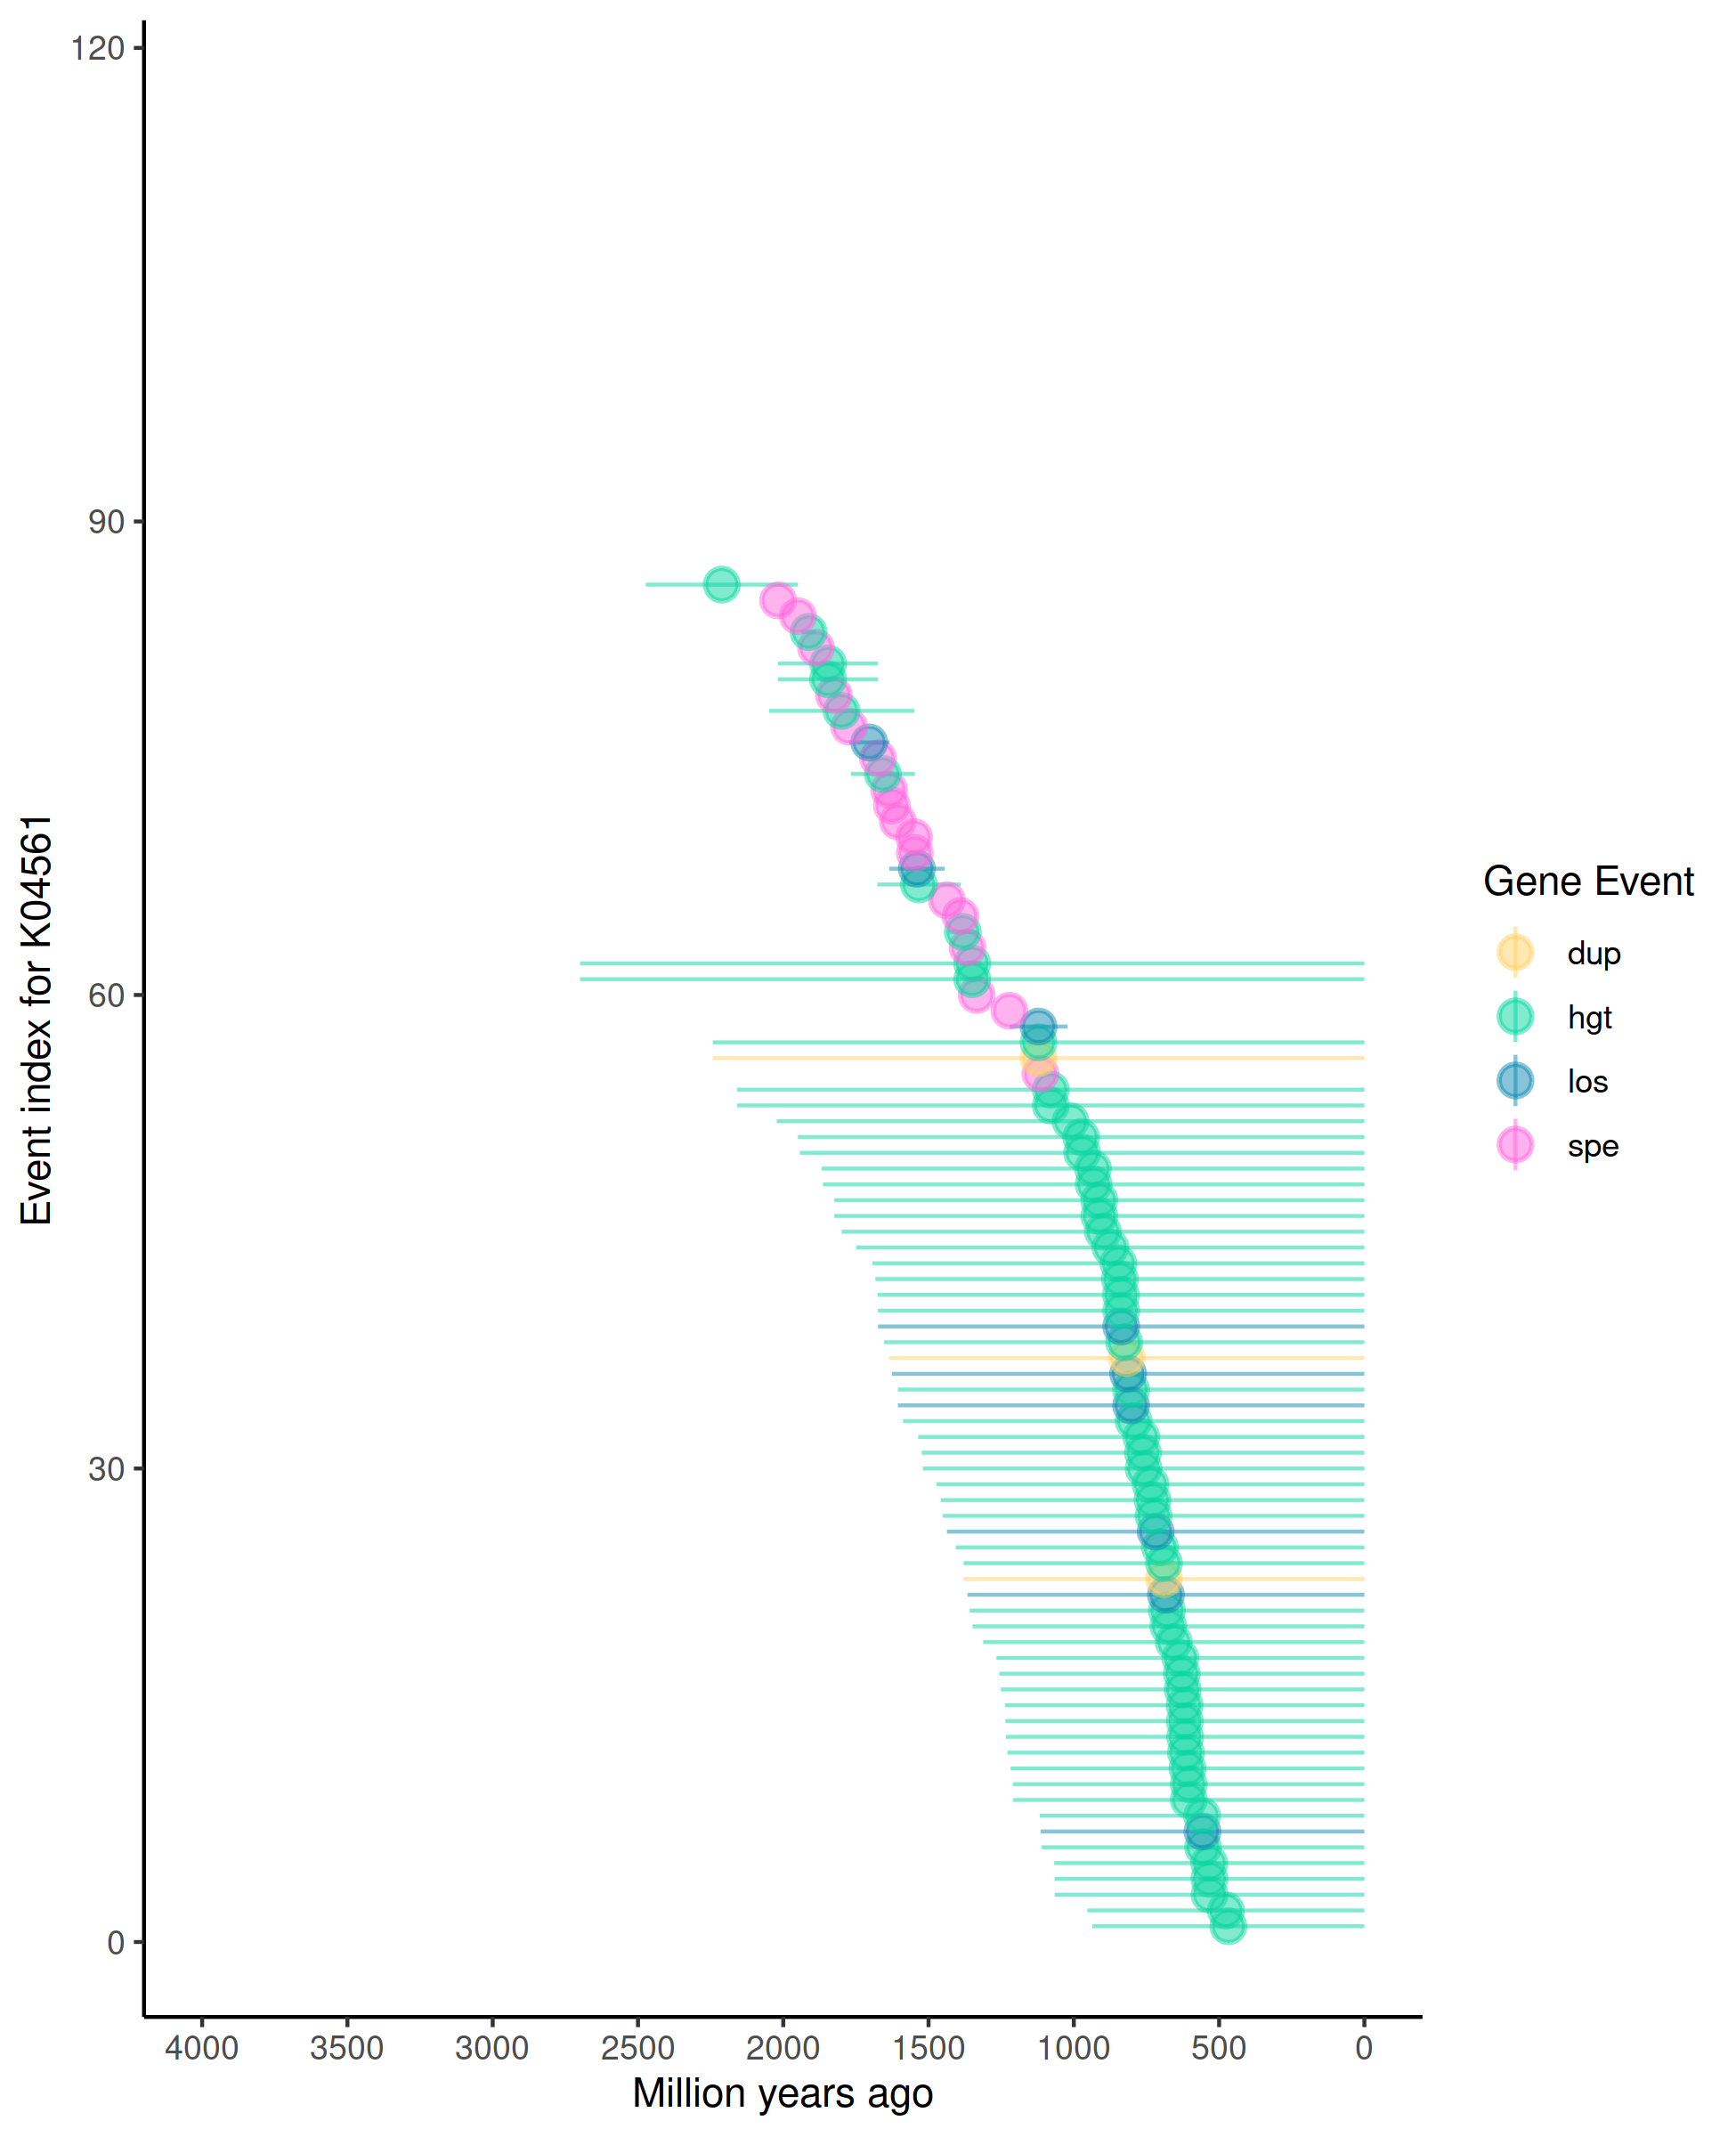 120
90
60
30
0
Event index for K04561
4000 3500 3000 2500 2000 1500 1000 500 0
Million years ago
Gene Event
dup
hgt
los
spe